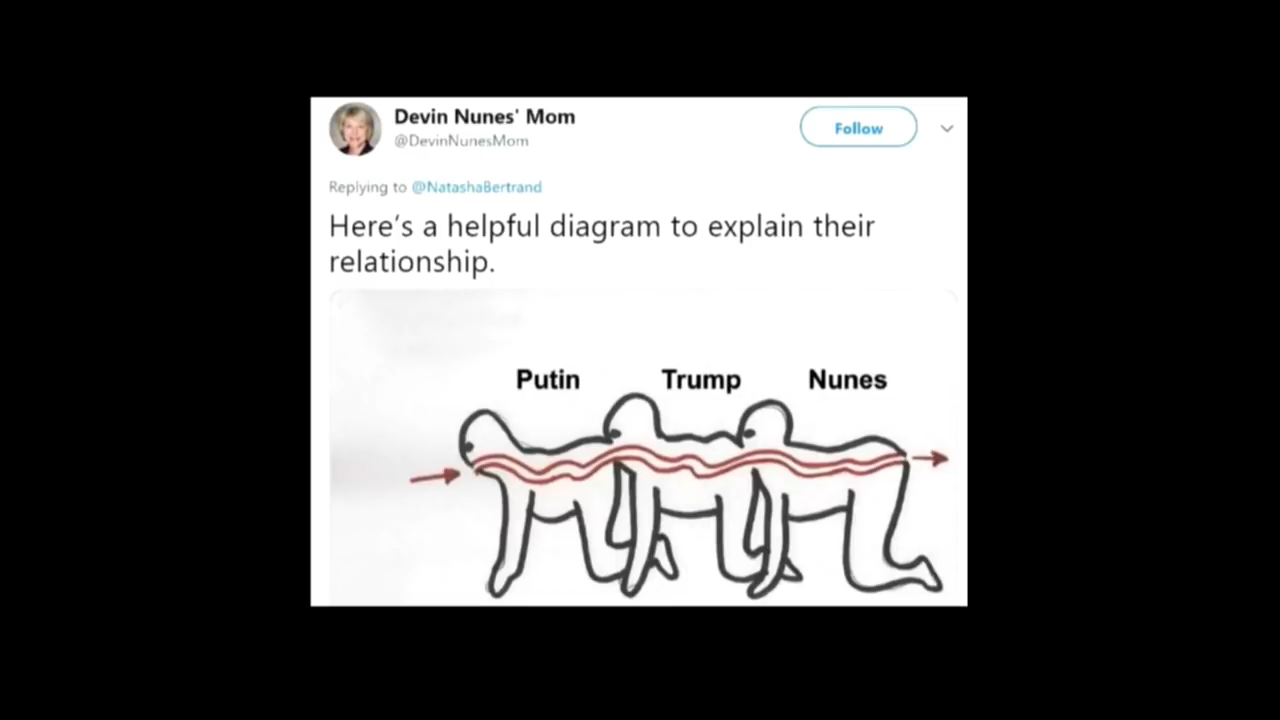 Devin Nunes' Mom
@DevinNunesMom
Follow
Replying to @NatashaBertrand
Here's a helpful diagram to explain their
relationship.
Putin Trump Nunes